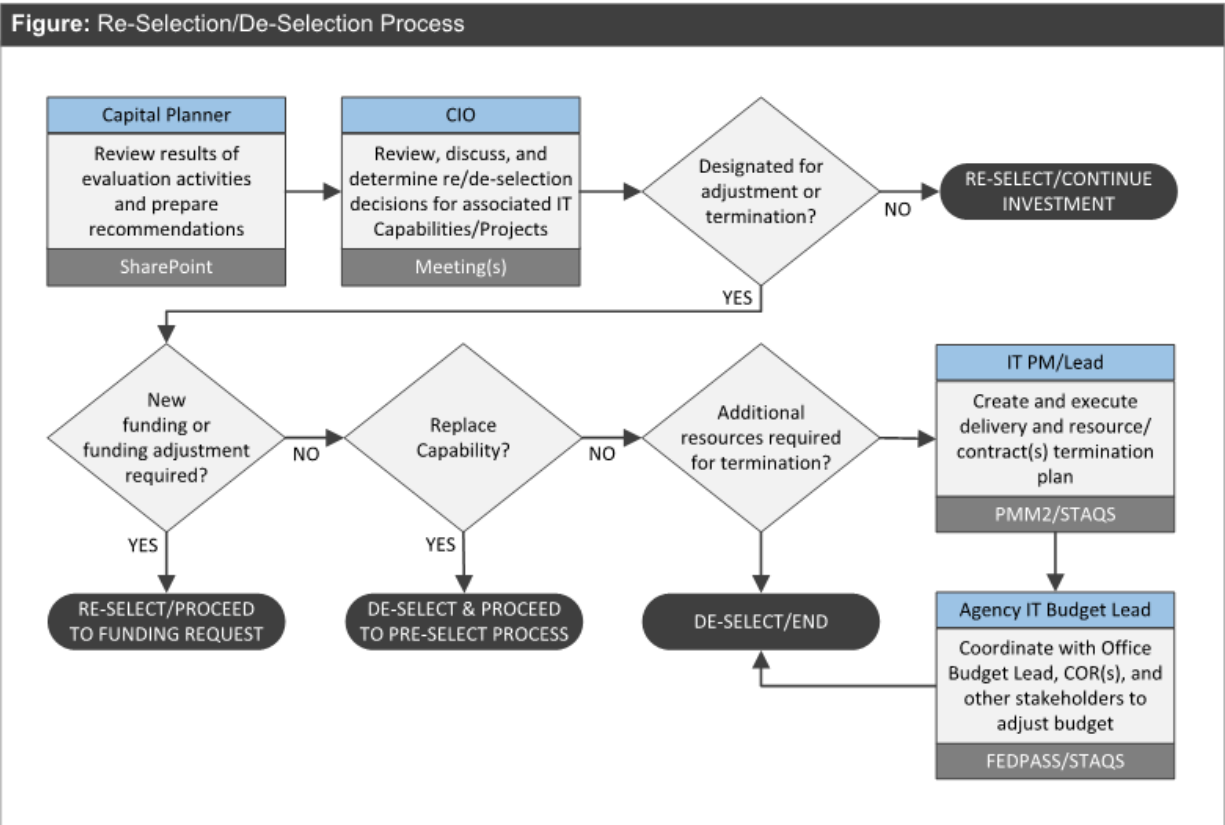 Figure: Re-Selection/De-Selection Process
Capital Planner
Review results of
evaluation activities
and prepare
recommendations
SharePoint
CIO
Review, discuss, and
determine re/de-selection
decisions for associated IT
Capabilities/Projects
Meeting(s)
Designated for
adjustment or
termination?
NO
RE-SELECT/CONTINUE
INVESTMENT
YES
New
funding or
funding adjustment
required?
NO
YES
RE-SELECT/PROCEED
TO FUNDING REQUEST
Replace
Capability?
NO
YES
DE-SELECT & PROCEED
TO PRE-SELECT PROCESS
Additional
resources required
for termination?
DE-SELECT/END
IT PM/Lead
Create and execute
delivery and resource/
contract(s) termination
plan
PMM2/STAQS
Agency IT Budget Lead
Coordinate with Office
Budget Lead, COR(s), and
other stakeholders to
adjust budget
FEDPASS/STAQS